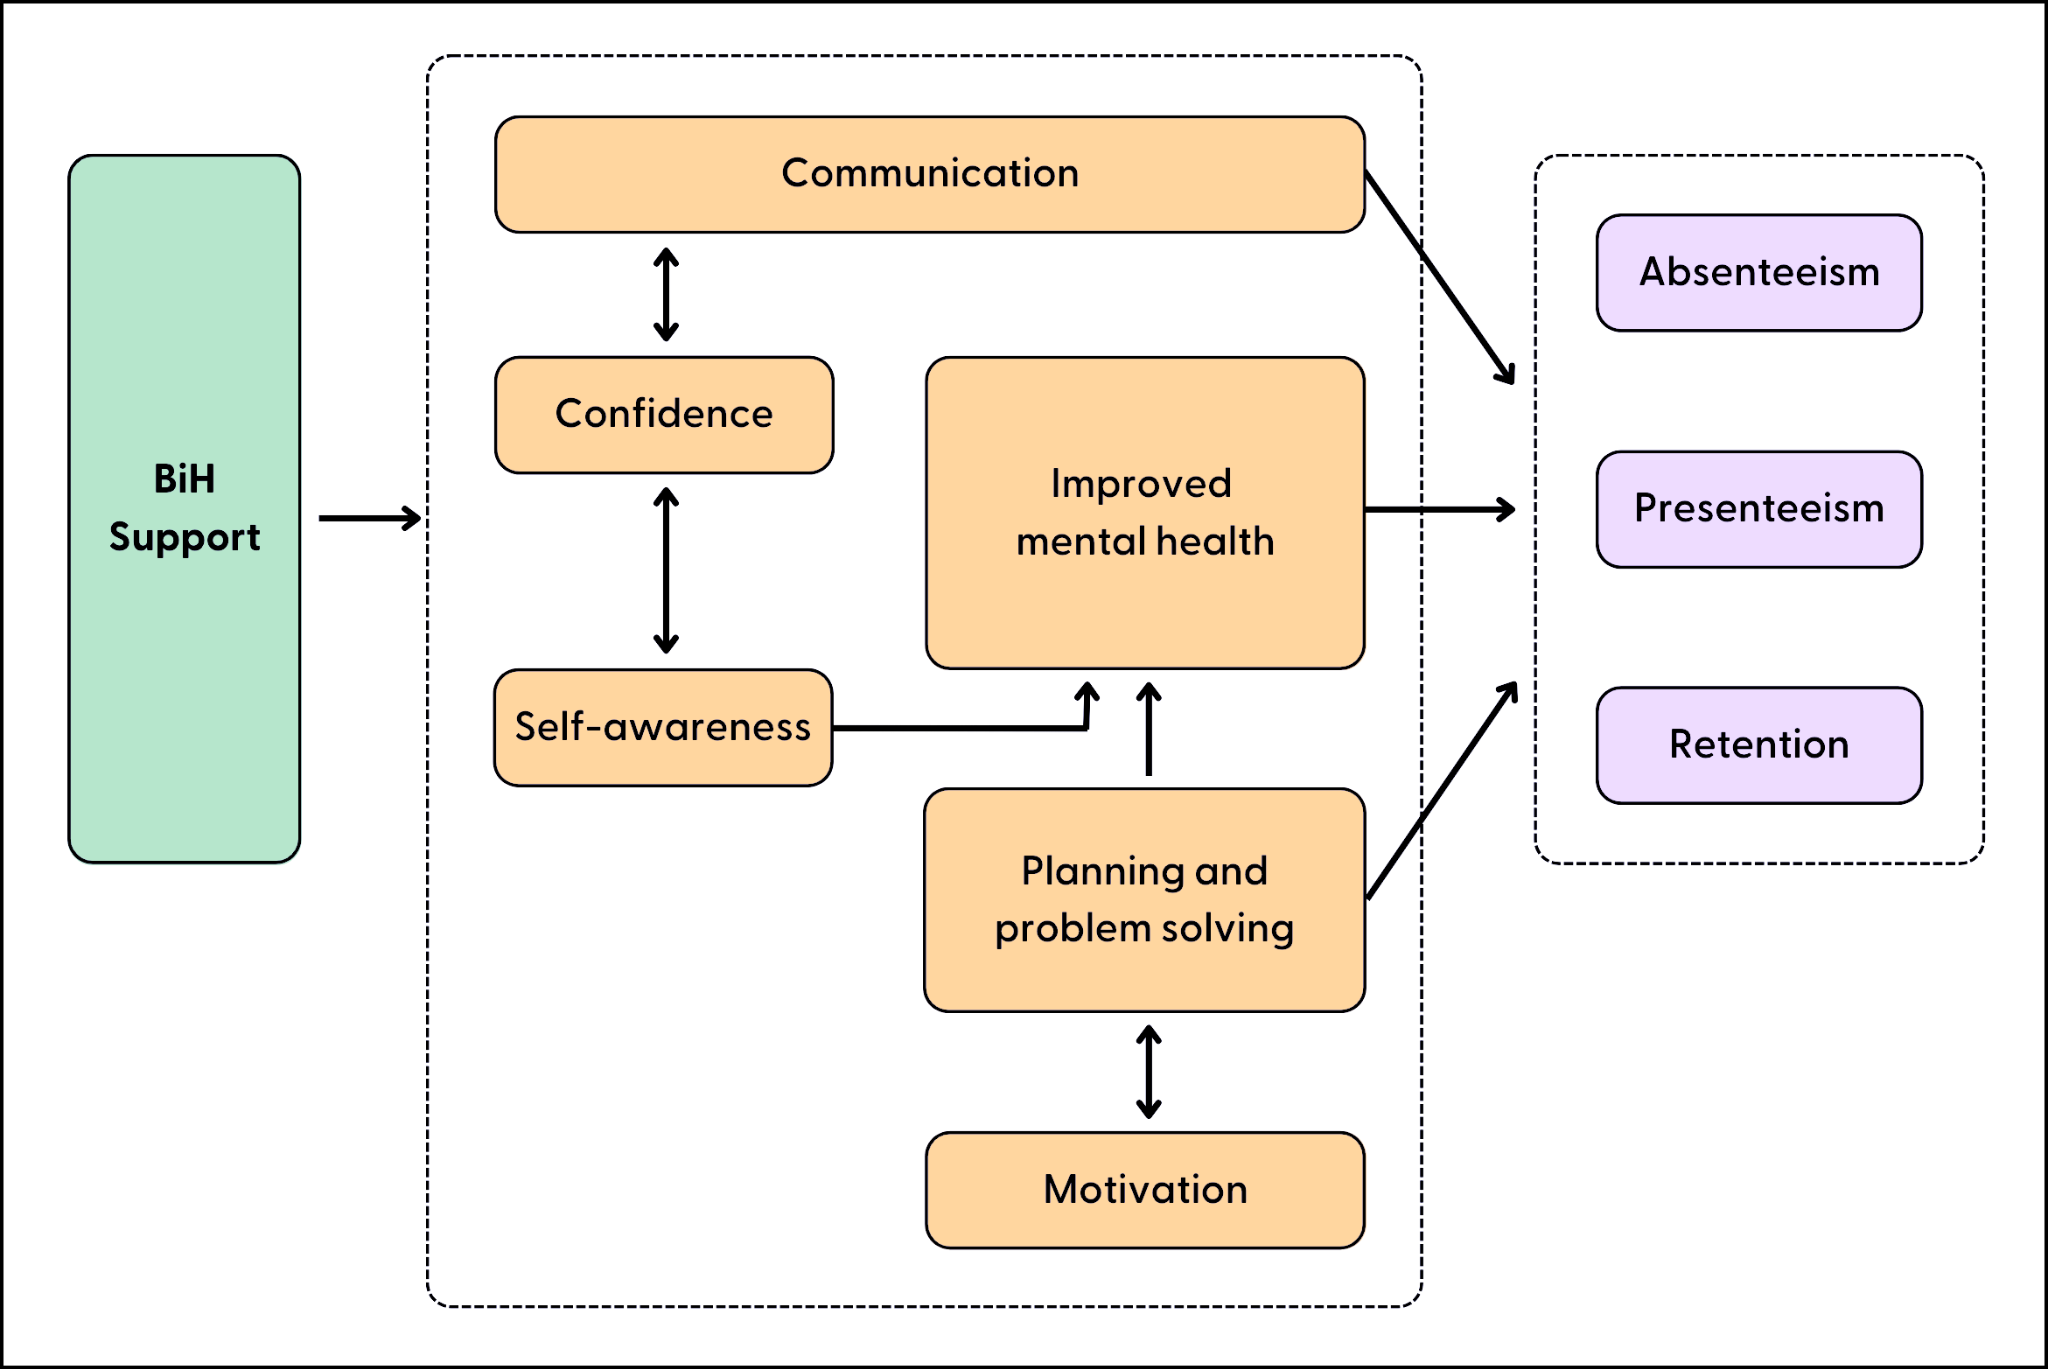 BiH
Support
Communication
Confidence
Self-awareness
Improved
mental health
Planning and
problem solving
Motivation
Absenteeism
Presenteeism
Retention